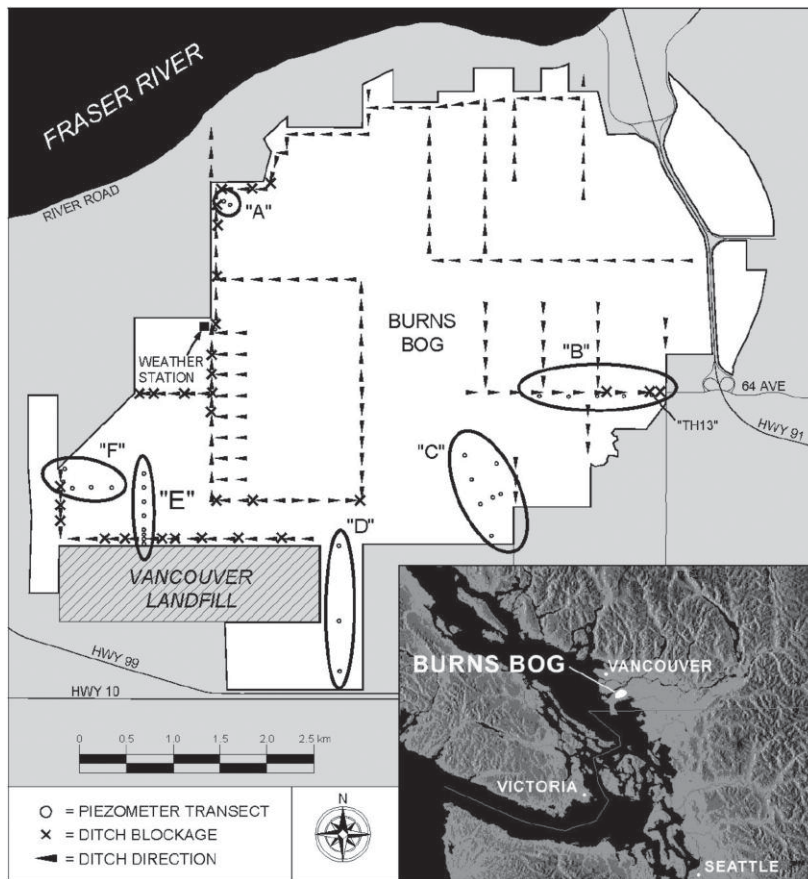 FRASER RIVER
RIVER ROAD
"A"
BURNS
BOG
WEATHER
STATION
"B"
64 AVE
"TH13"
HWY 91
"C"
"F"
"E"
"D"
VANCOUVER
LANDFILL
HWY 99
HWY 10
0 0.5 1.0 1.5 2.0 2.5 km
O = PIEZOMETER TRANSECT
X = DITCH BLOCKAGE
= DITCH DIRECTION
N
BURNS BOG
VANCOUVER
VICTORIA
SEATTLE